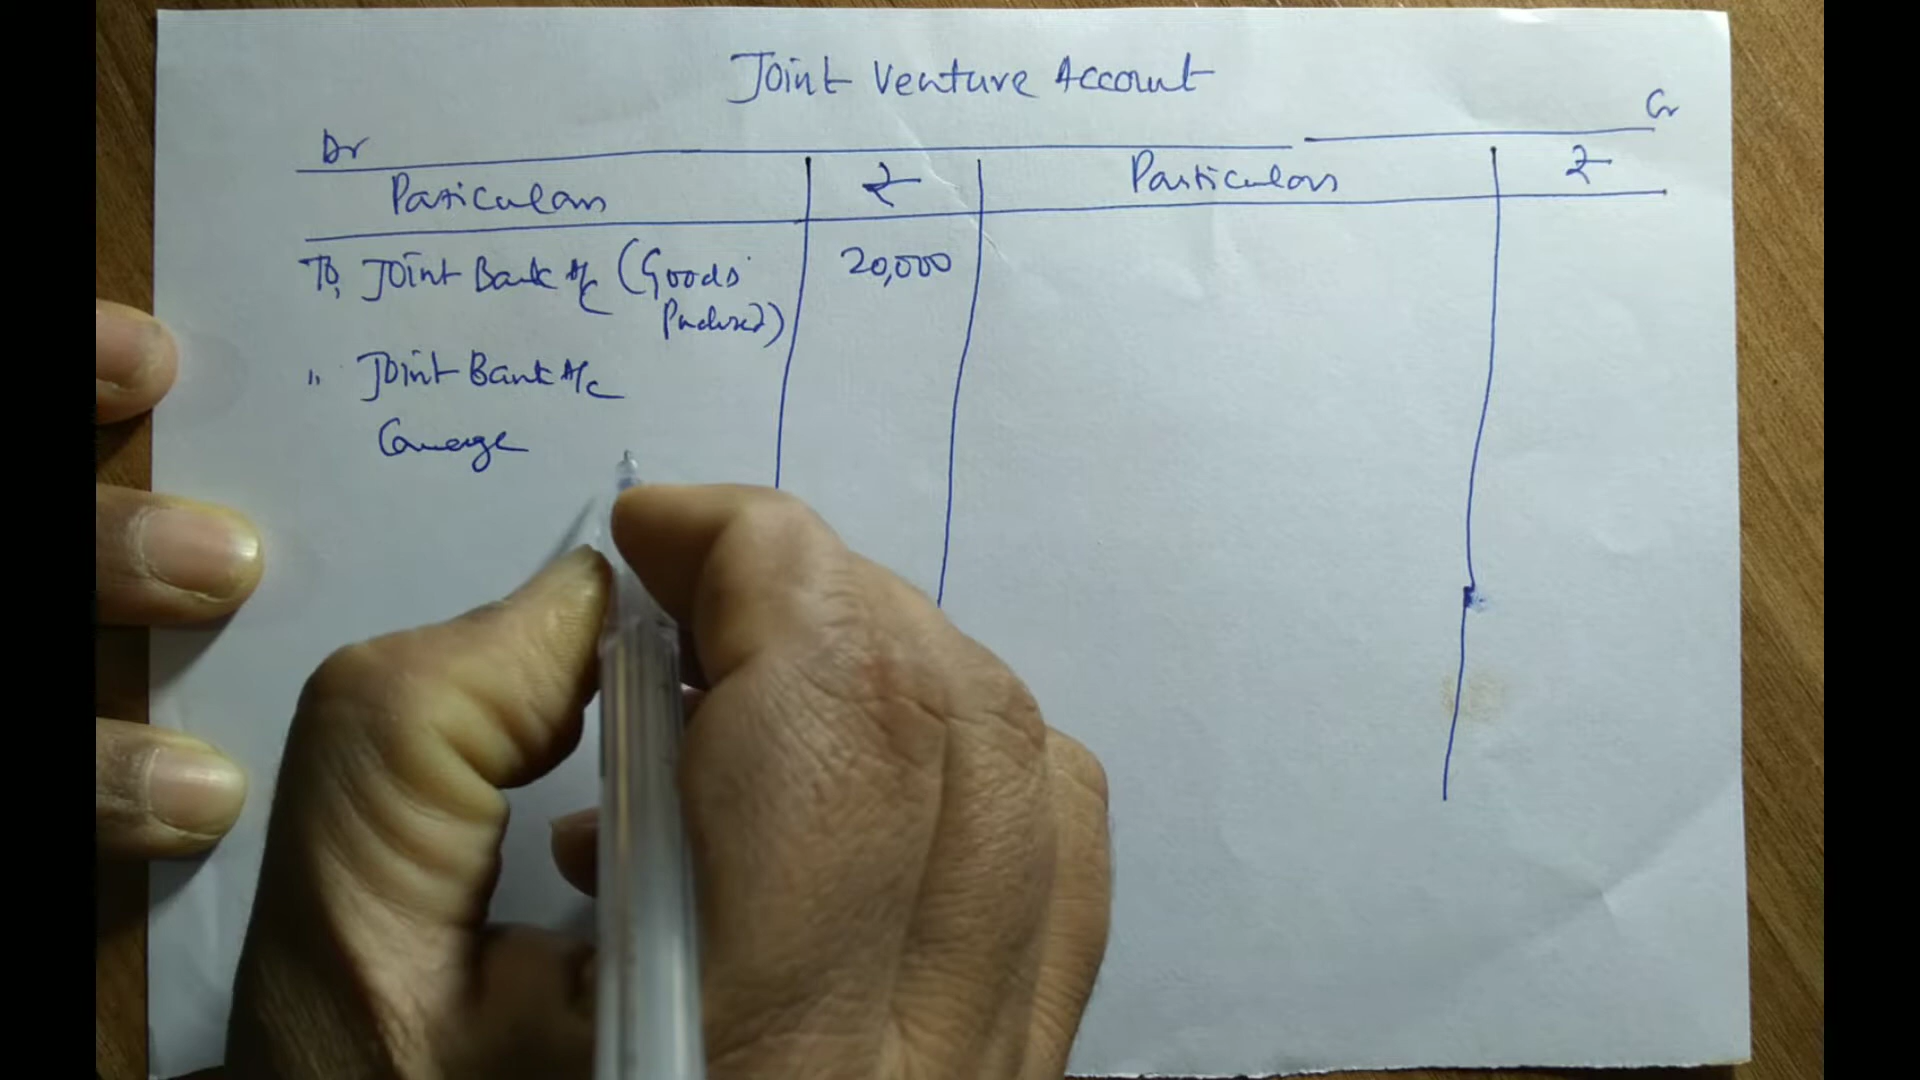 Joint Venture Account
Dr Cr
Particulars ₹ Particulars ₹
To, Joint Bank A/c (Goods 20,000
Purchased)
" Joint Bank A/c
Carriage